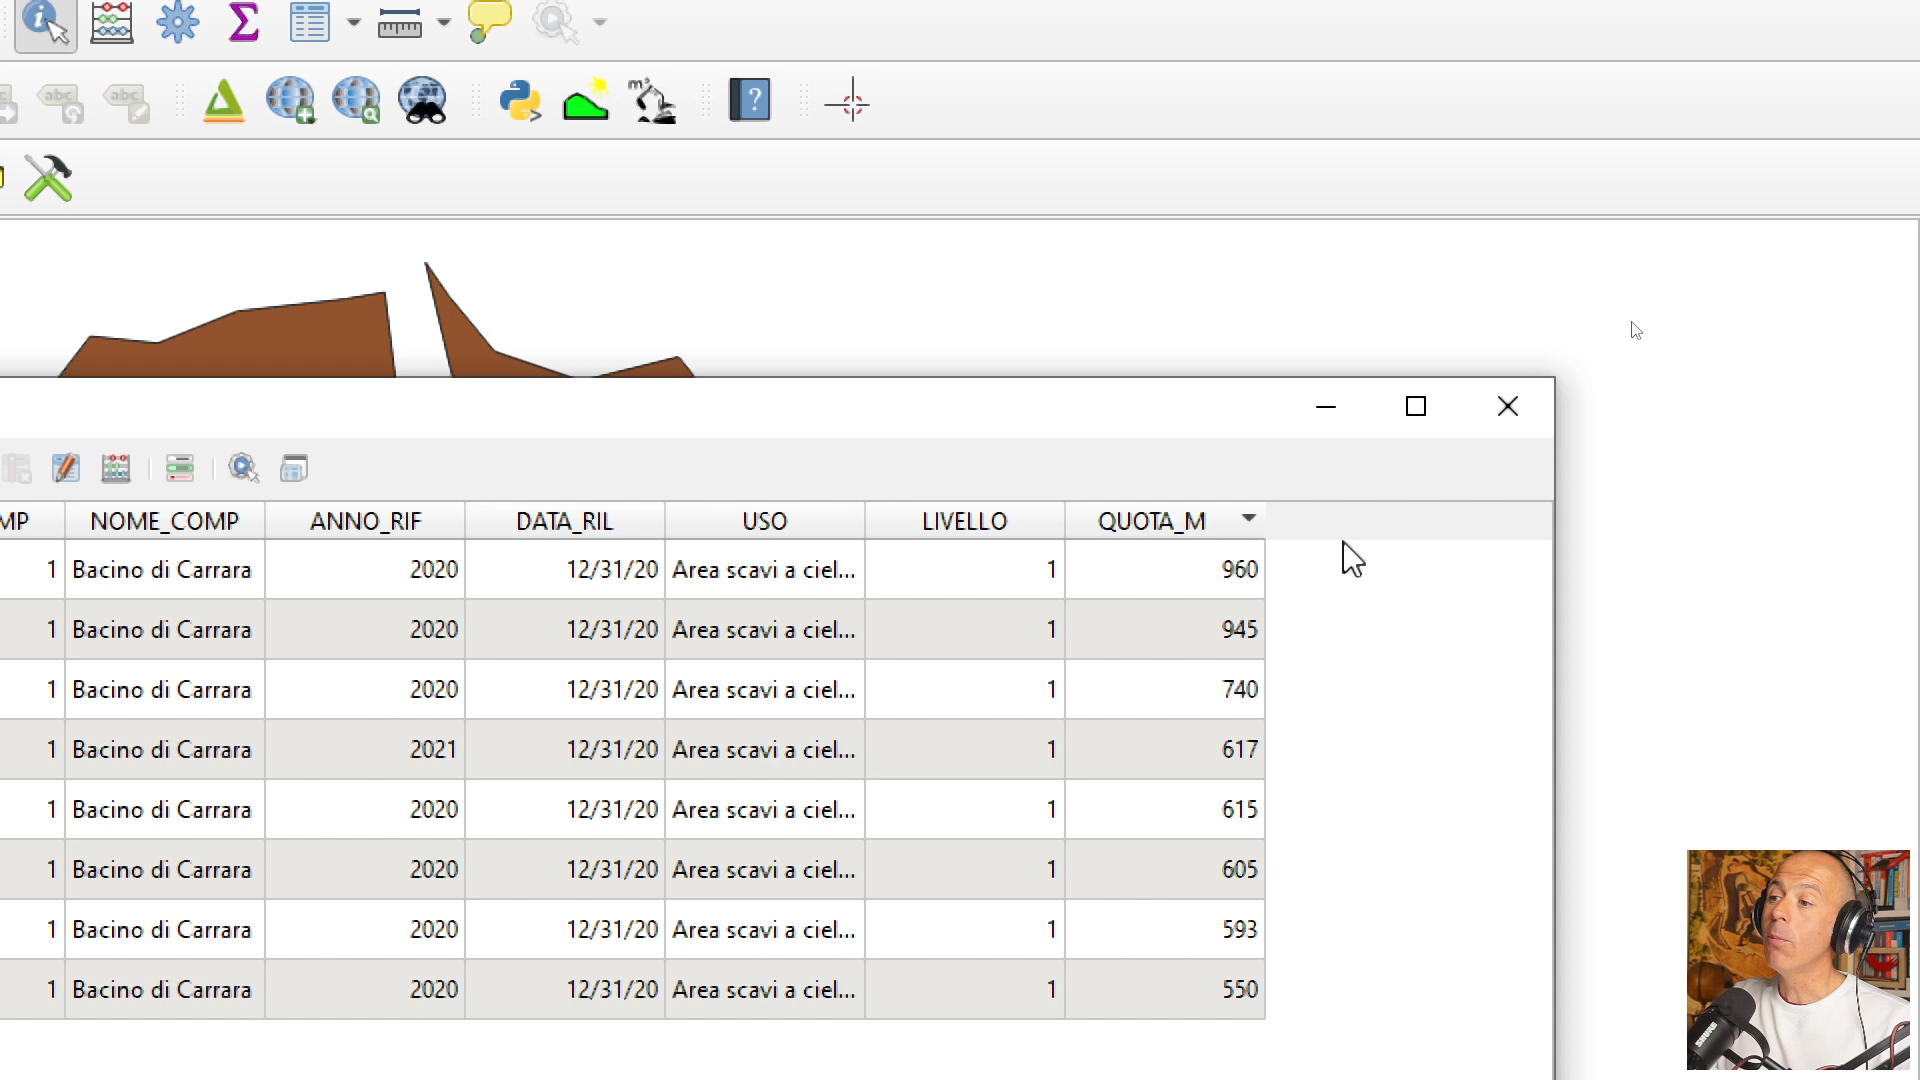 abc
abc
m³
?
MP NOME_COMP ANNO_RIF DATA_RIL USO LIVELLO QUOTA_M
1 Bacino di Carrara 2020 12/31/20 Area scavi a ciel... 1 960
1 Bacino di Carrara 2020 12/31/20 Area scavi a ciel... 1 945
1 Bacino di Carrara 2020 12/31/20 Area scavi a ciel... 1 740
1 Bacino di Carrara 2021 12/31/20 Area scavi a ciel... 1 617
1 Bacino di Carrara 2020 12/31/20 Area scavi a ciel... 1 615
1 Bacino di Carrara 2020 12/31/20 Area scavi a ciel... 1 605
1 Bacino di Carrara 2020 12/31/20 Area scavi a ciel... 1 593
1 Bacino di Carrara 2020 12/31/20 Area scavi a ciel... 1 550
SHURE